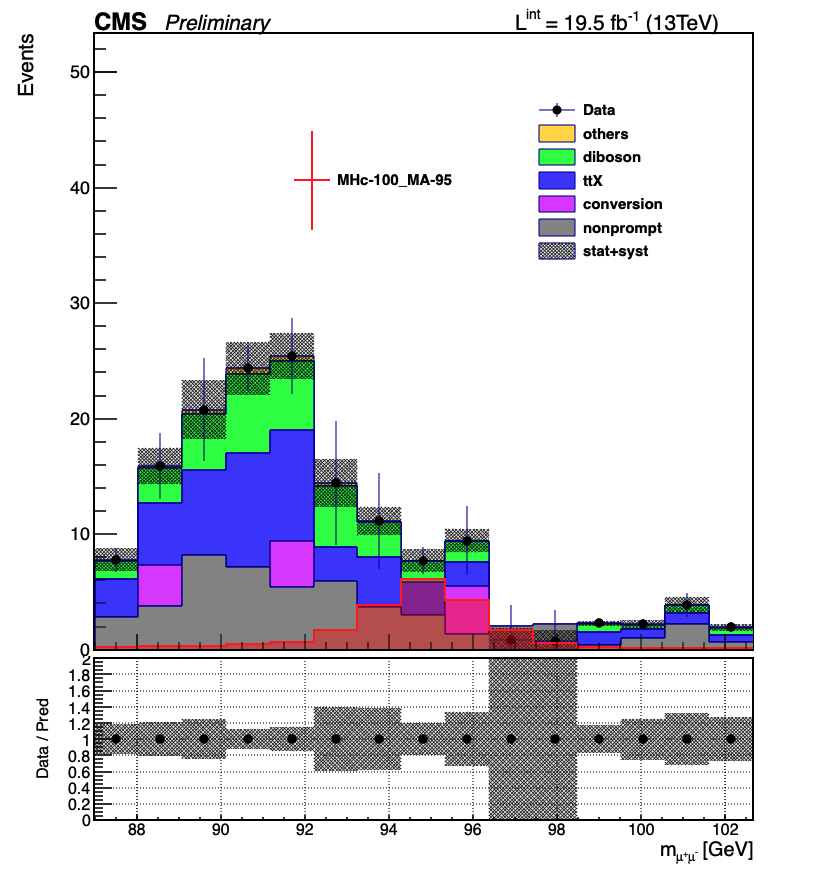 CMS Preliminary L^int = 19.5 fb^-1 (13TeV)
Events
50
40
30
20
10
0
Data
others
diboson
ttX
conversion
nonprompt
stat+syst
MHc-100_MA-95
Data / Pred
2
1.8
1.6
1.4
1.2
1
0.8
0.6
0.4
0.2
0
88 90 92 94 96 98 100 102
m_μ⁺μ⁻ [GeV]